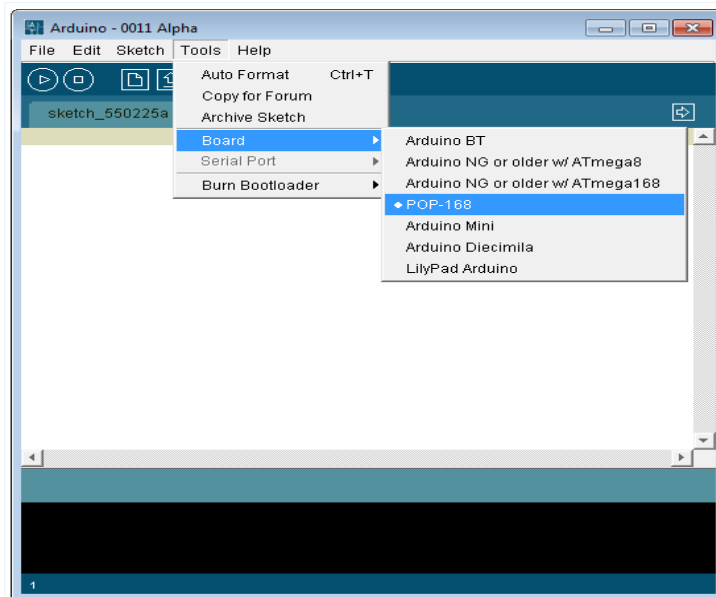 Arduino - 0011 Alpha
File Edit Sketch Tools Help
sketch_550225a
Auto Format Ctrl+T
Copy for Forum
Archive Sketch
Board
Serial Port
Burn Bootloader
Arduino BT
Arduino NG or older w/ ATmega8
Arduino NG or older w/ ATmega168
POP-168
Arduino Mini
Arduino Diecimila
LilyPad Arduino
1